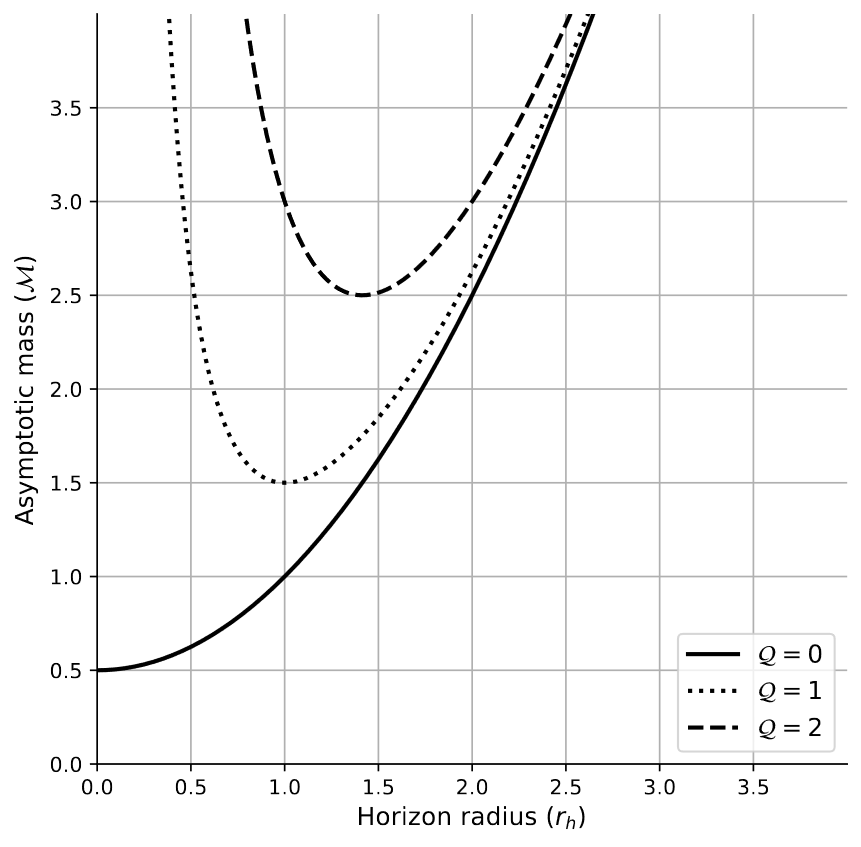 3.5
3.0
2.5
2.0
1.5
1.0
0.5
0.0
Asymptotic mass (ℳ)
0.0 0.5 1.0 1.5 2.0 2.5 3.0 3.5
Horizon radius (r_h)
𝒬 = 0
𝒬 = 1
𝒬 = 2